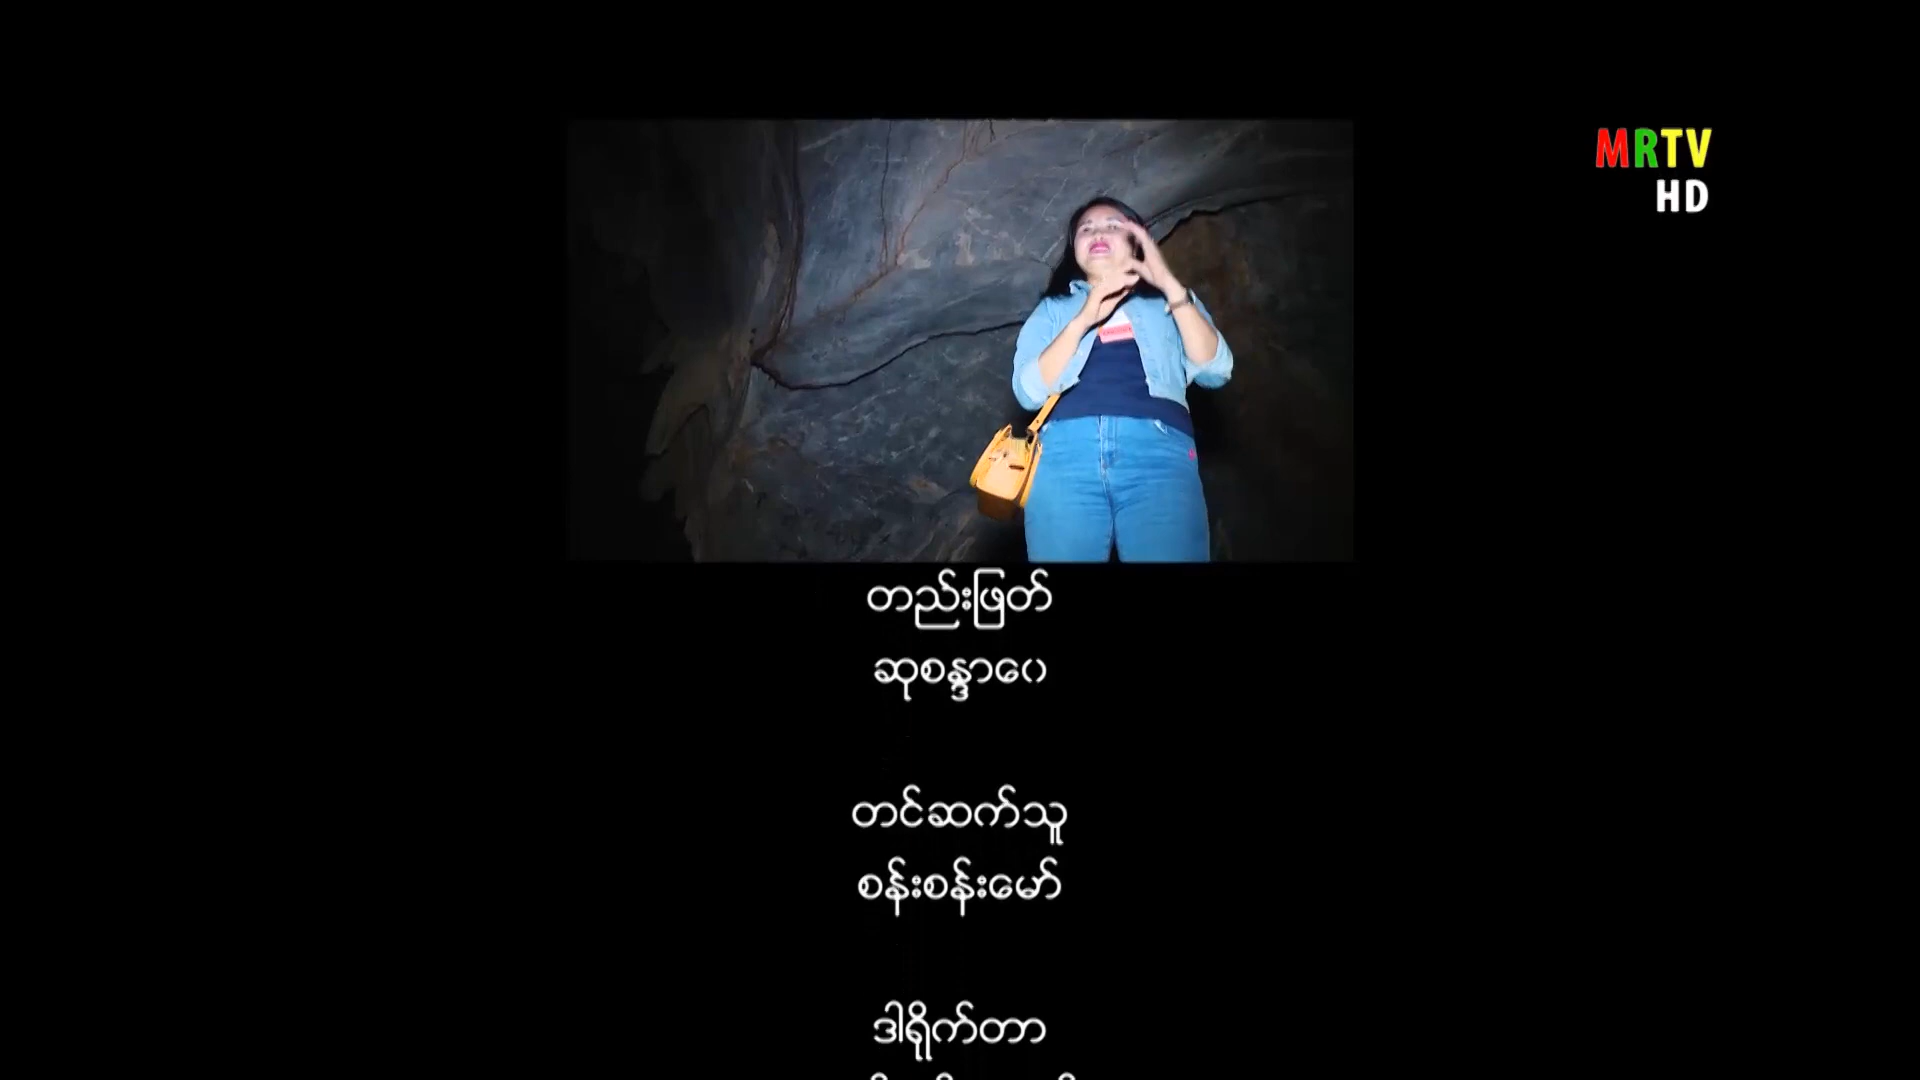 MRTV
HD
တည်းဖြတ်
ဆုစန္ဒာဝေ
တင်ဆက်သူ
စန်းစန်းမော်
ဒါရိုက်တာ